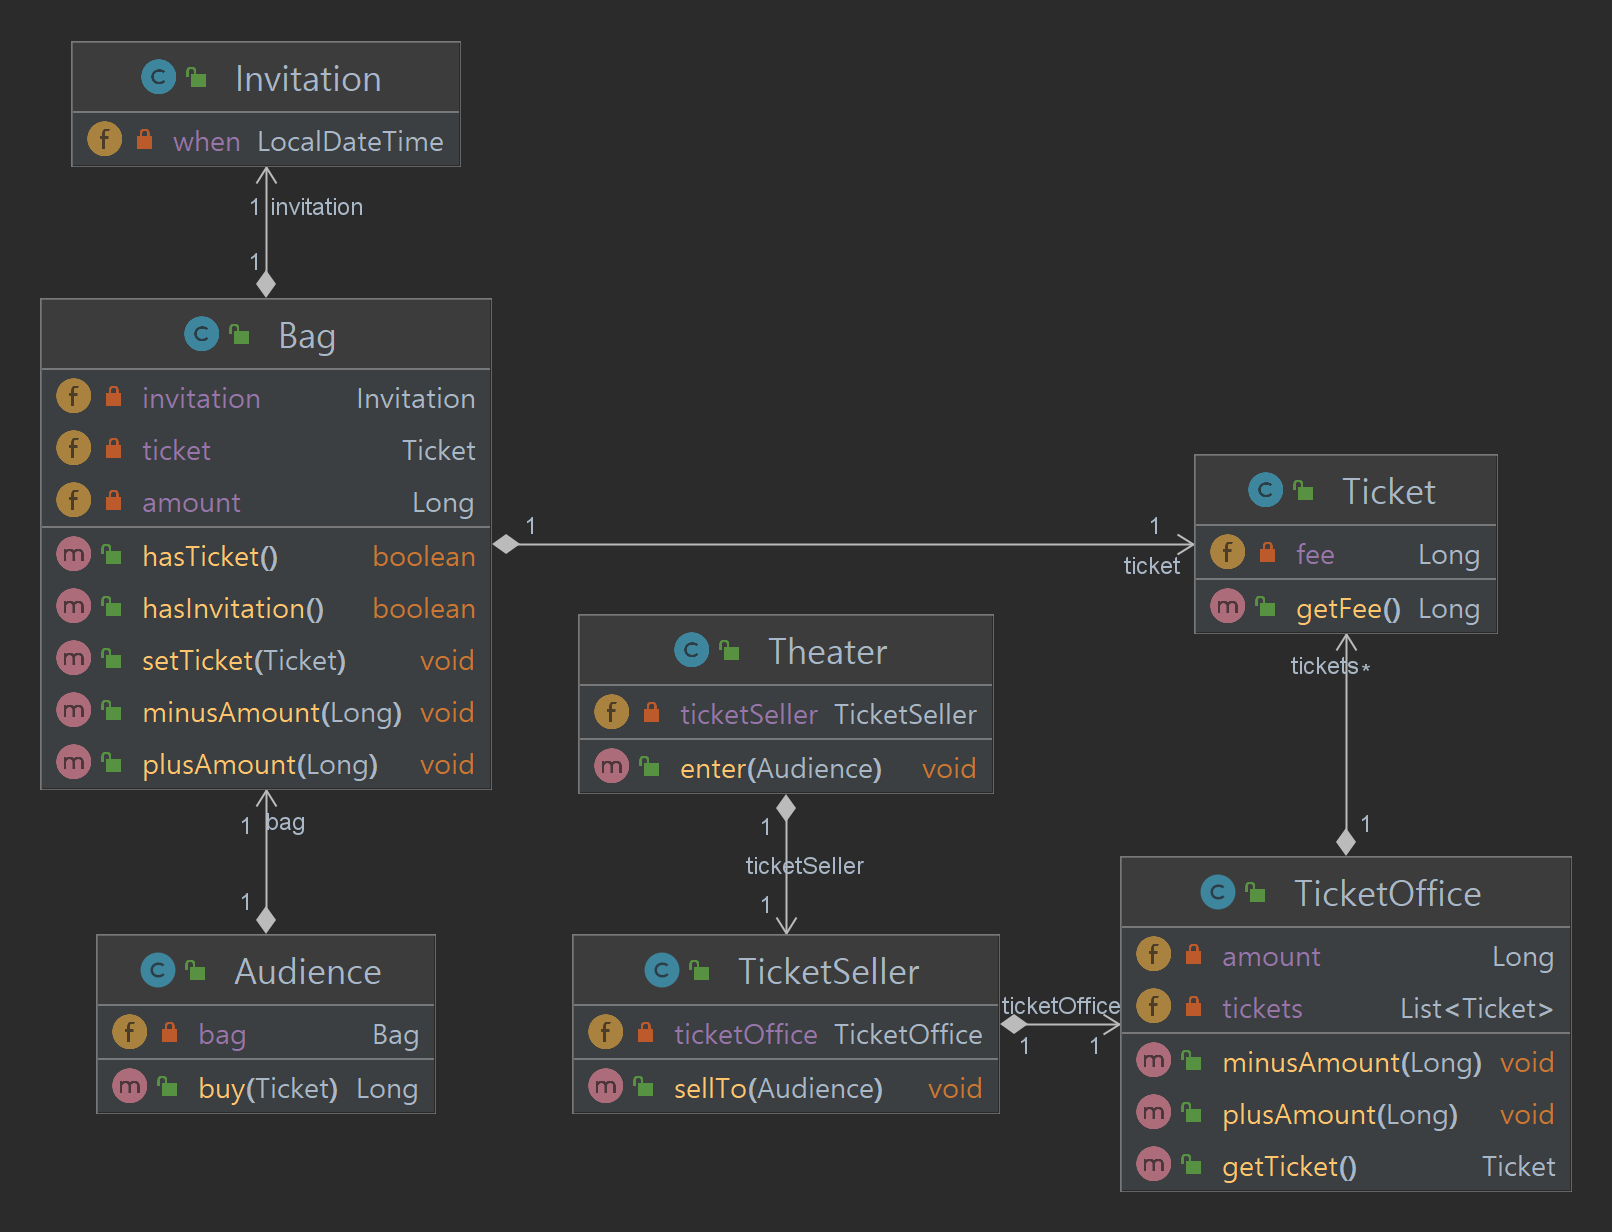 Invitation
when LocalDateTime
1 invitation
1
Bag
invitation Invitation
ticket Ticket
amount Long
hasTicket() boolean
hasInvitation() boolean
setTicket(Ticket) void
minusAmount(Long) void
plusAmount(Long) void
1 1
ticket
Ticket
fee Long
getFee() Long
tickets*
1
Theater
ticketSeller TicketSeller
enter(Audience) void
1
ticketSeller
1
1 bag
1
Audience
bag Bag
buy(Ticket) Long
TicketSeller
ticketOffice TicketOffice
sellTo(Audience) void
ticketOffice
1 1
TicketOffice
amount Long
tickets List<Ticket>
minusAmount(Long) void
plusAmount(Long) void
getTicket() Ticket